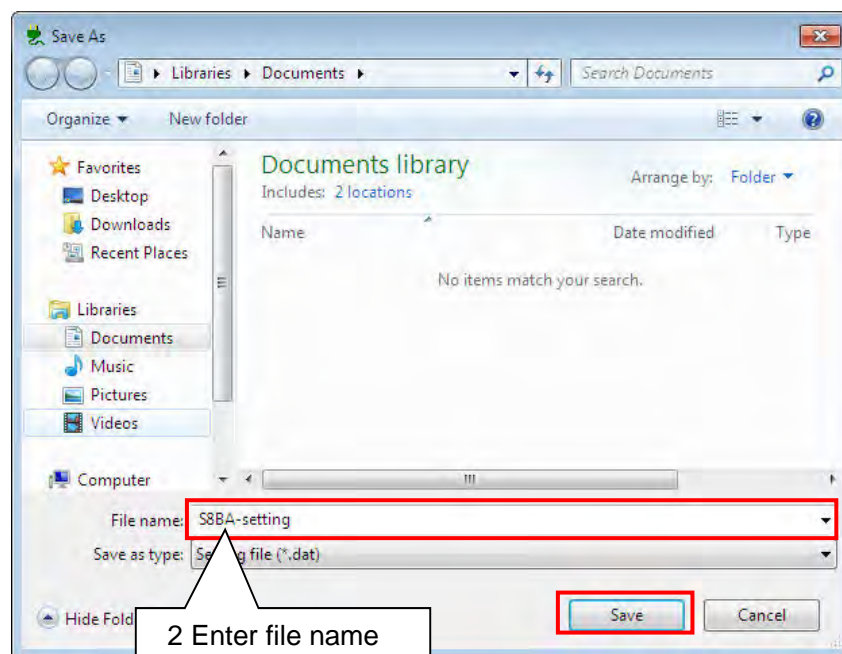 Save As
Libraries Documents Search Documents
Organize New folder
Favorites
Desktop
Downloads
Recent Places
Libraries
Documents
Music
Pictures
Videos
Computer
Documents library
Includes: 2 locations
Arrange by: Folder
Name Date modified Type
No items match your search.
File name: S8BA-setting
Save as type: file (*.dat)
Hide
Save Cancel
2 Enter file name